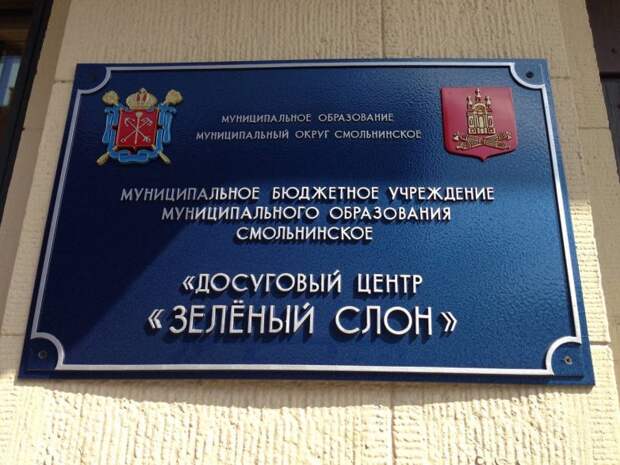 МУНИЦИПАЛЬНОЕ ОБРАЗОВАНИЕ
МУНИЦИПАЛЬНЫЙ ОКРУГ СМОЛЬНИНСКОЕ
МУНИЦИПАЛЬНОЕ БЮДЖЕТНОЕ УЧРЕЖДЕНИЕ
МУНИЦИПАЛЬНОГО ОБРАЗОВАНИЯ
СМОЛЬНИНСКОЕ
«ДОСУГОВЫЙ ЦЕНТР
«ЗЕЛЁНЫЙ СЛОН»